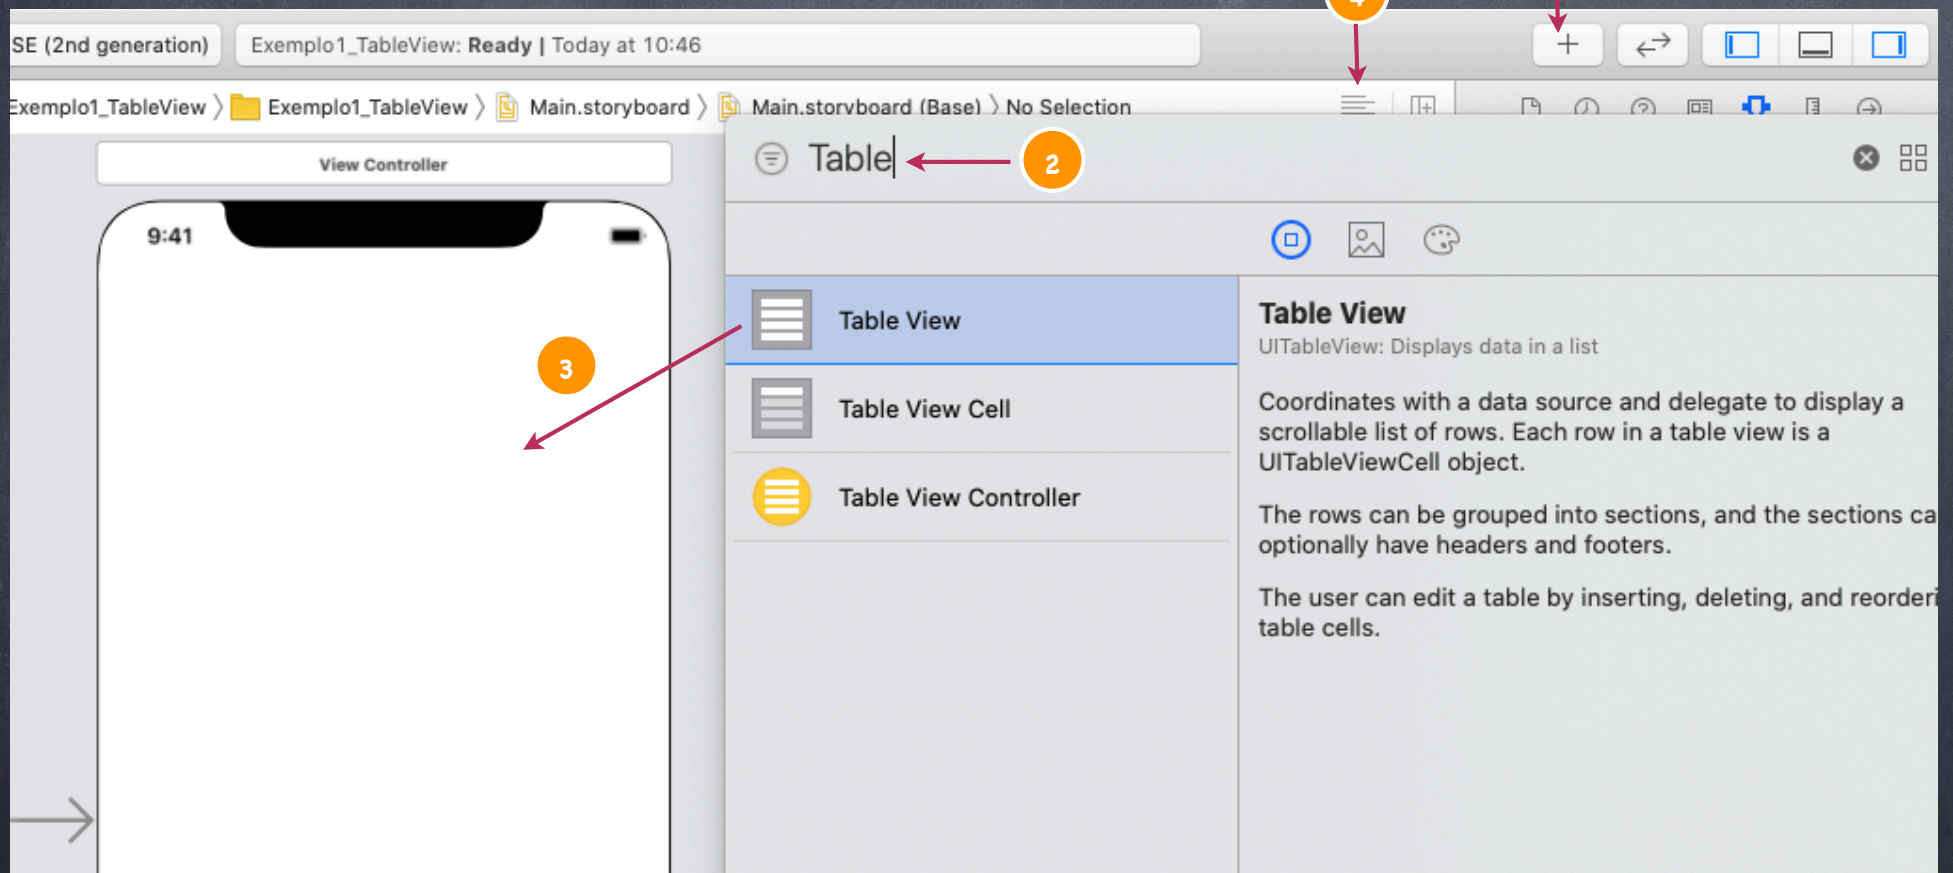 4
SE (2nd generation)
Exemplo1_TableView: Ready | Today at 10:46
Exemplo1_TableView 〉 Exemplo1_TableView 〉 Main.storyboard 〉 Main.storyboard (Base) 〉 No Selection
View Controller
9:41
Table
2
3
Table View
Table View Cell
Table View Controller
Table View
UITableView: Displays data in a list
Coordinates with a data source and delegate to display a
scrollable list of rows. Each row in a table view is a
UITableViewCell object.
The rows can be grouped into sections, and the sections ca
optionally have headers and footers.
The user can edit a table by inserting, deleting, and reorderi
table cells.